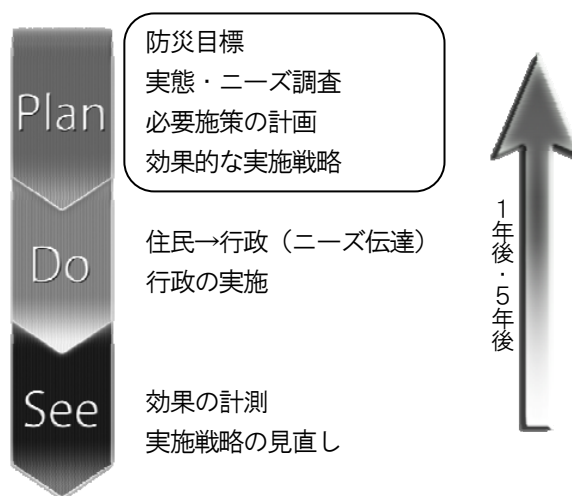 Plan
防災目標
実態・ニーズ調査
必要施策の計画
効果的な実施戦略
Do
住民→行政（ニーズ伝達）
行政の実施
See
効果の計測
実施戦略の見直し
1年後・5年後